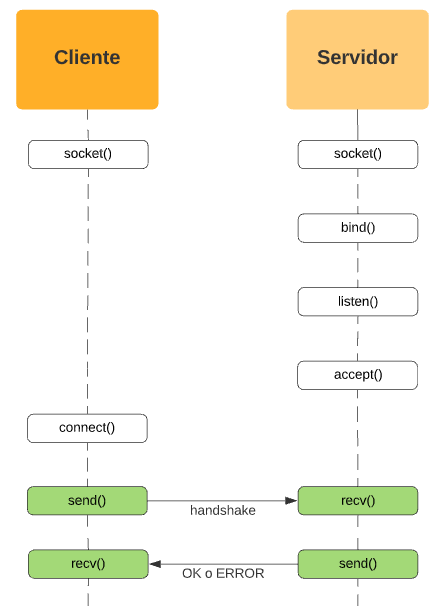 Cliente
Servidor
socket()
socket()
bind()
listen()
accept()
connect()
send()
recv()
handshake
recv()
send()
OK o ERROR